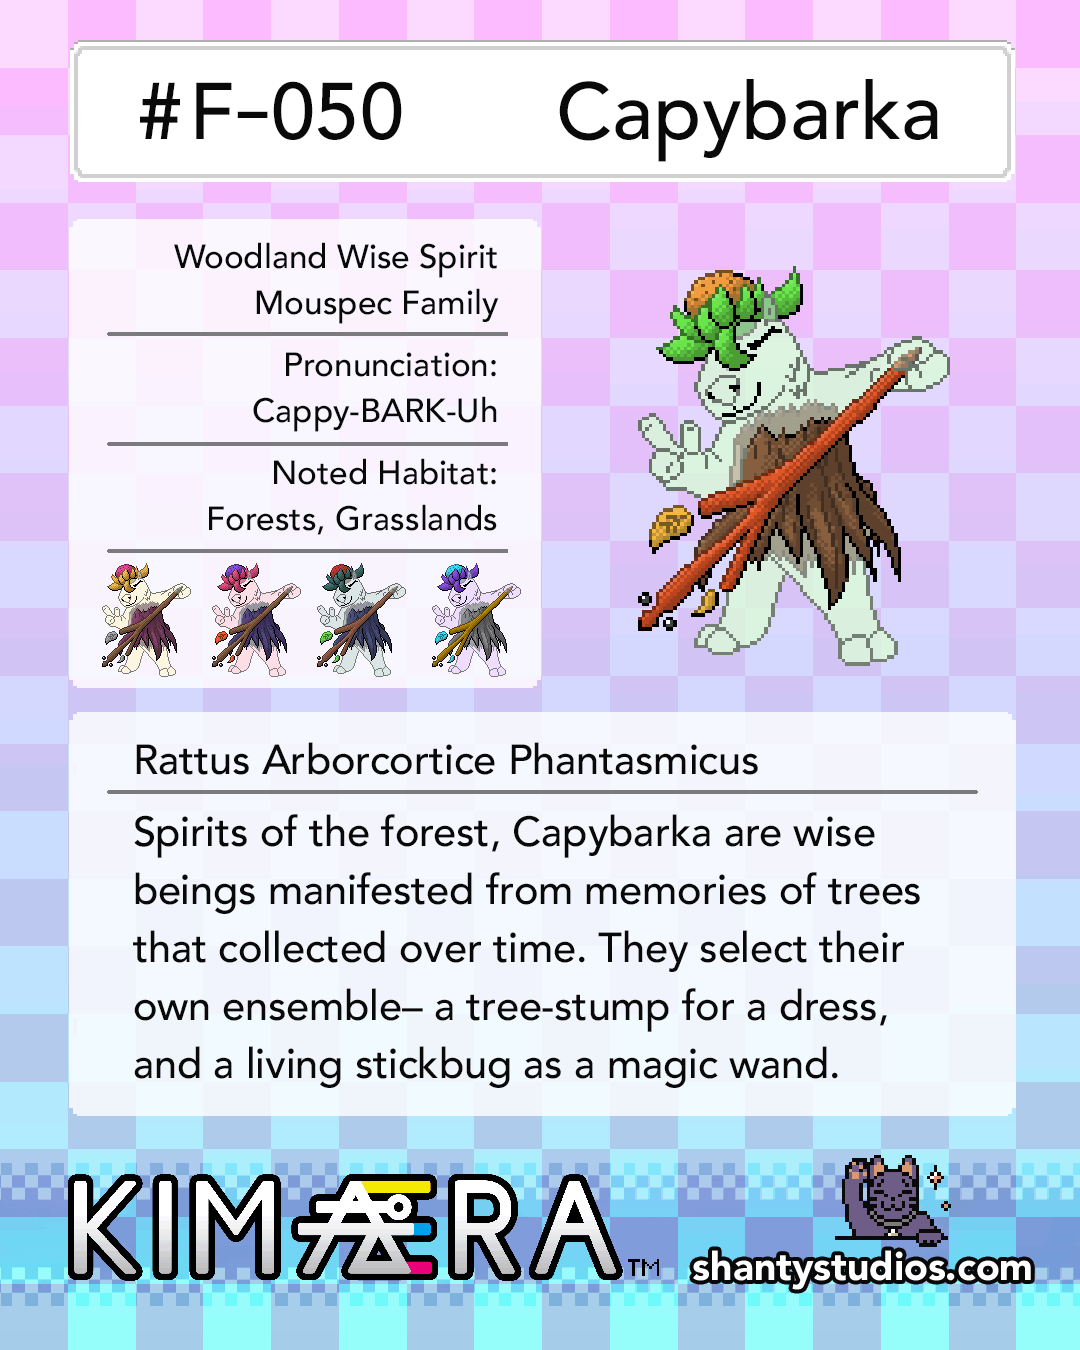 #F-050 Capybarka
Woodland Wise Spirit
Mouspec Family
Pronunciation:
Cappy-BARK-Uh
Noted Habitat:
Forests, Grasslands
Rattus Arborcortice Phantasmicus
Spirits of the forest, Capybarka are wise
beings manifested from memories of trees
that collected over time. They select their
own ensemble– a tree-stump for a dress,
and a living stickbug as a magic wand.
KIMÆRA™
shantystudios.com